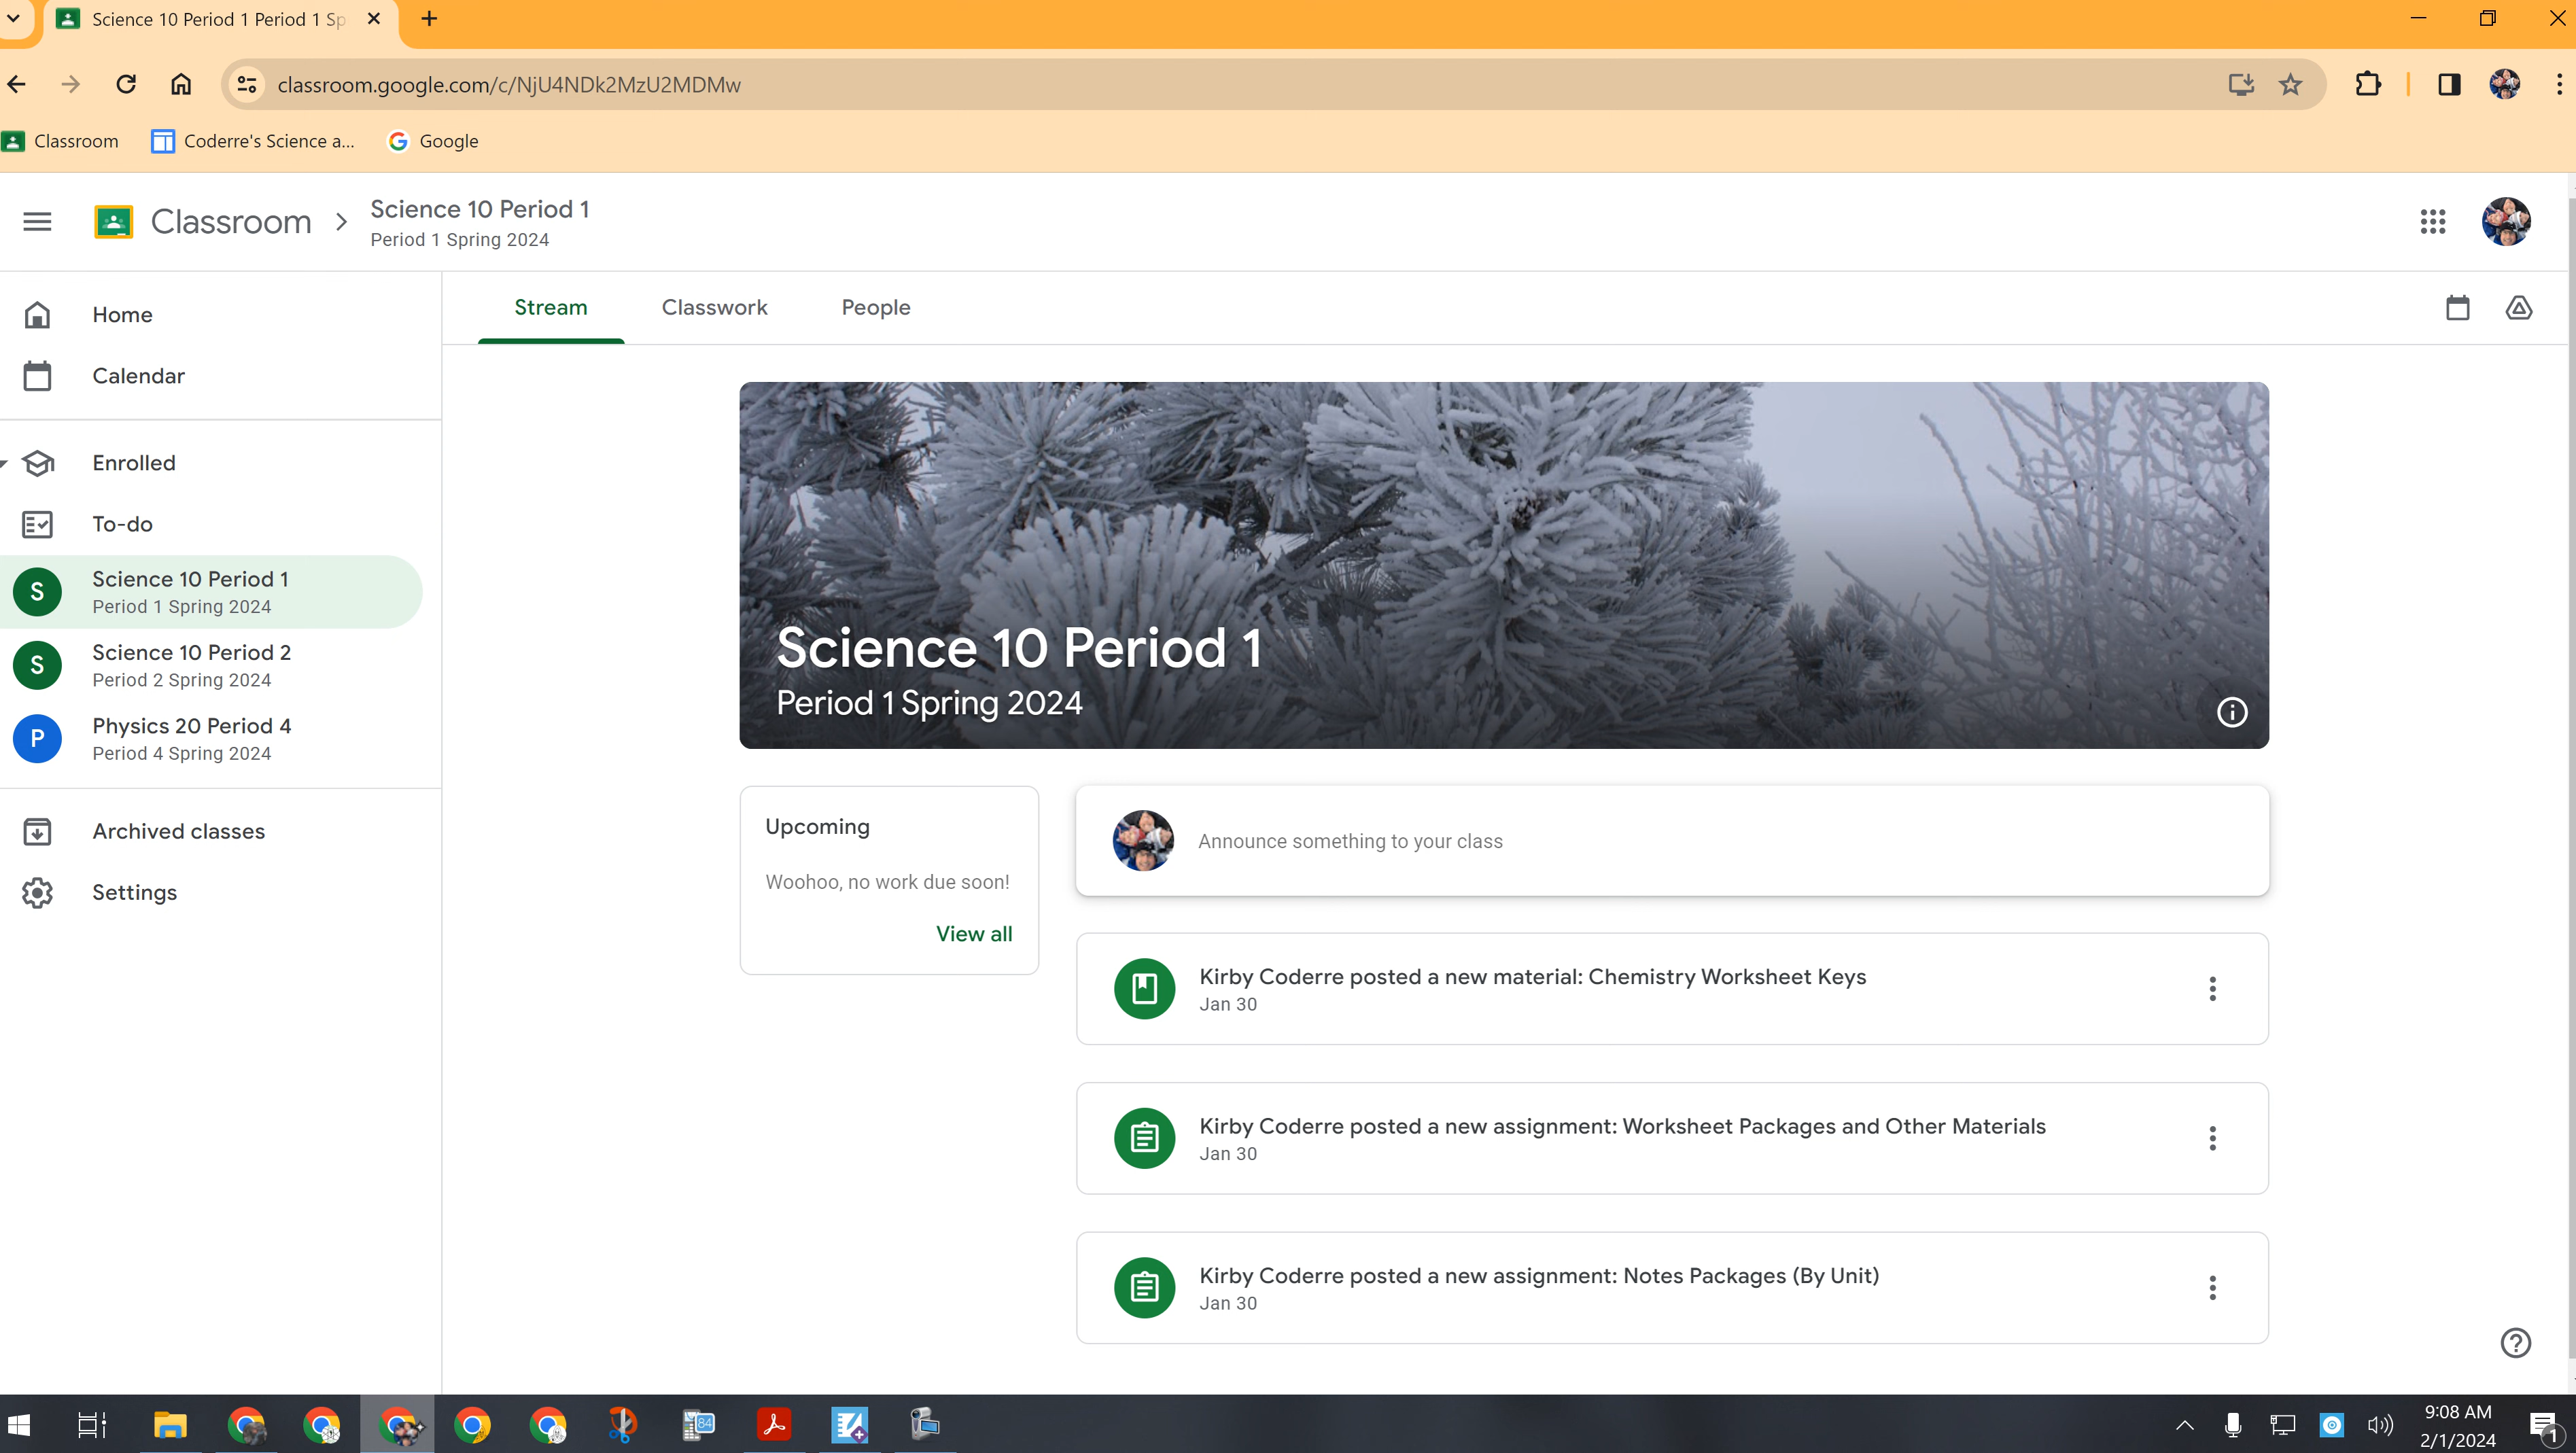 Science 10 Period 1 Period 1 Sp
classroom.google.com/c/NjU4NDk2MzU2MDMw
Classroom
Coderre's Science a...
Google
Classroom
Science 10 Period 1
Period 1 Spring 2024
Home
Calendar
Enrolled
To-do
S
Science 10 Period 1
Period 1 Spring 2024
S
Science 10 Period 2
Period 2 Spring 2024
P
Physics 20 Period 4
Period 4 Spring 2024
Archived classes
Settings
Stream
Classwork
People
Science 10 Period 1
Period 1 Spring 2024
Upcoming
Woohoo, no work due soon!
View all
Announce something to your class
Kirby Coderre posted a new material: Chemistry Worksheet Keys
Jan 30
Kirby Coderre posted a new assignment: Worksheet Packages and Other Materials
Jan 30
Kirby Coderre posted a new assignment: Notes Packages (By Unit)
Jan 30
84
9:08 AM
2/1/2024
1